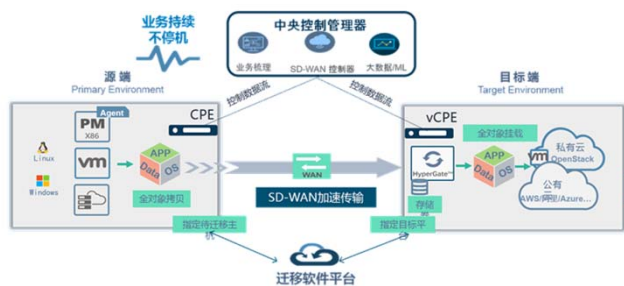 业务持续
不停机
中央控制管理器
业务梳理
SD-WAN 控制器
大数据/ML
源端
Primary Environment
目标端
Target Environment
控制数据流
控制数据流
CPE
vCPE
Agent
PM
X86
Linux
Windows
vm
APP
Data
OS
全对象拷贝
WAN
SD-WAN加速传输
全对象挂载
HyperGate™
APP
Data
OS
vm
私有云
OpenStack
公有
AWS/阿里/Azure...
存储
指定待迁移主
机
指定目标平
台
迁移软件平台